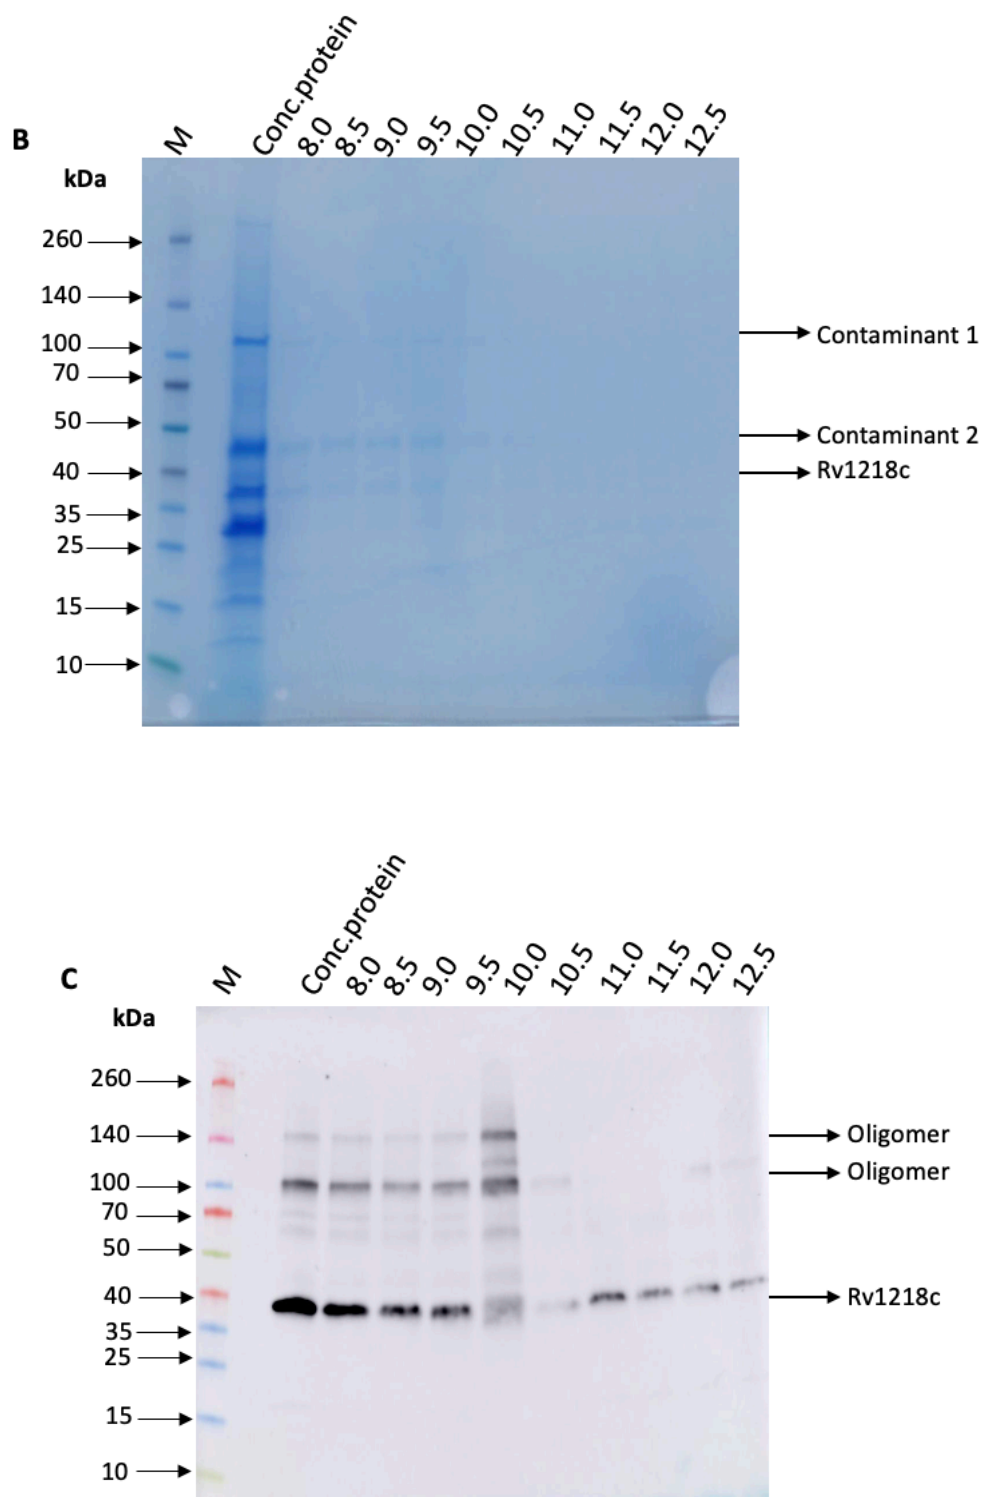 B
M
Conc.protein
8.0
8.5
9.0
9.5
10.0
10.5
11.0
11.5
12.0
12.5
kDa
260
140
100
70
50
40
35
25
15
10
Contaminant 1
Contaminant 2
Rv1218c
C
M
Conc.protein
8.0
8.5
9.0
9.5
10.0
10.5
11.0
11.5
12.0
12.5
kDa
260
140
100
70
50
40
35
25
15
10
Oligomer
Oligomer
Rv1218c